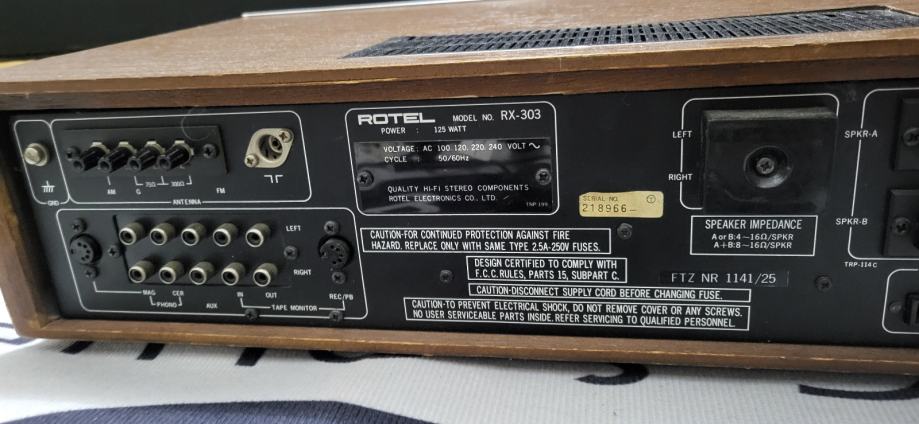 GND
AM
G
75Ω
300Ω
FM
ANTENNA
LEFT
RIGHT
MAG
CER
PHONO
AUX
IN
OUT
TAPE MONITOR
REC/PB
ROTEL MODEL NO. RX-303
POWER : 125 WATT
VOLTAGE: AC 100, 120, 220, 240 VOLT ~
CYCLE : 50/60Hz
QUALITY HI-FI STEREO COMPONENTS
ROTEL ELECTRONICS CO., LTD.
TNP-199
SERIAL NO.
218966
CAUTION-FOR CONTINUED PROTECTION AGAINST FIRE
HAZARD, REPLACE ONLY WITH SAME TYPE 2.5A-250V FUSES.
DESIGN CERTIFIED TO COMPLY WITH
F.C.C. RULES, PARTS 15, SUBPART C.
CAUTION-DISCONNECT SUPPLY CORD BEFORE CHANGING FUSE.
CAUTION-TO PREVENT ELECTRICAL SHOCK, DO NOT REMOVE COVER OR ANY SCREWS.
NO USER SERVICEABLE PARTS INSIDE. REFER SERVICING TO QUALIFIED PERSONNEL.
FTZ NR 1141/25
LEFT
RIGHT
SPEAKER IMPEDANCE
A or B:4~16Ω/SPKR
A+B:8~16Ω/SPKR
SPKR-A
SPKR-B
TRP-114C